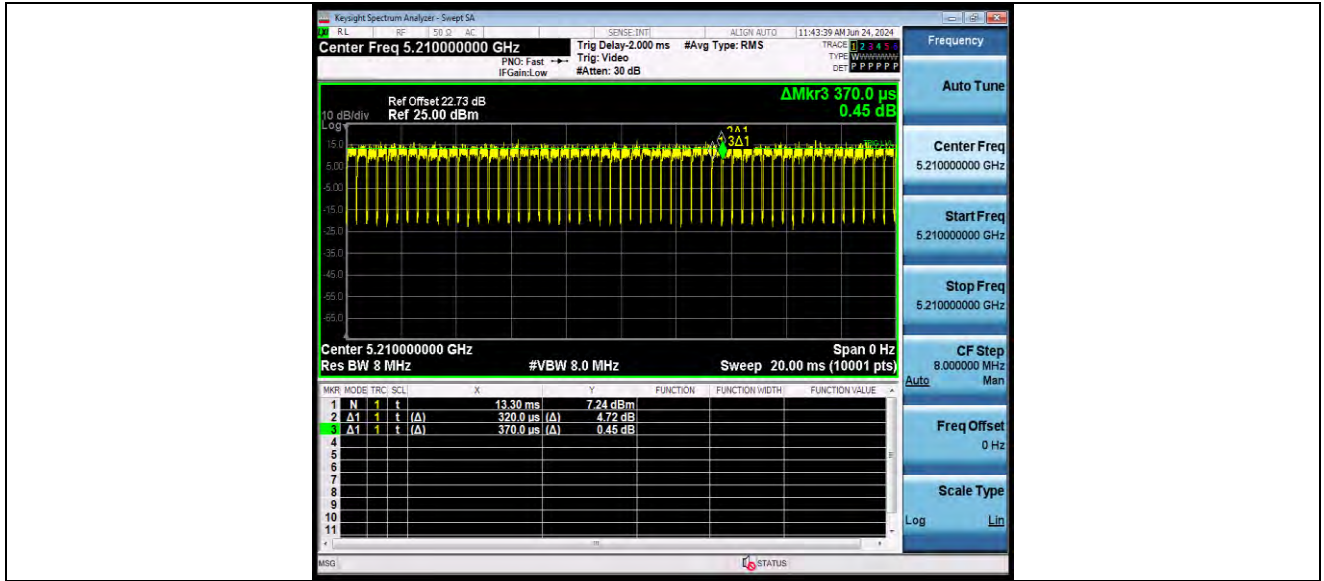 Keysight Spectrum Analyzer - Swept SA
RL RF 50 Ω AC SENSE:INT ALIGN AUTO 11:43:39 AM Jun 24, 2024
Center Freq 5.210000000 GHz
PNO: Fast
IFGain:Low
Trig Delay-2.000 ms
Trig: Video
#Atten: 30 dB
#Avg Type: RMS
TRACE 1 2 3 4 5 6
TYPE WWWWWW
DET P P P P P P
ΔMkr3 370.0 µs
0.45 dB
Ref Offset 22.73 dB
10 dB/div Ref 25.00 dBm
Log
15.0
5.00
-5.00
-15.0
-25.0
-35.0
-45.0
-55.0
-65.0
3Δ1
Center 5.210000000 GHz Span 0 Hz
Res BW 8 MHz #VBW 8.0 MHz Sweep 20.00 ms (10001 pts)
MKR MODE TRC SCL X Y FUNCTION FUNCTION WIDTH FUNCTION VALUE
1 N 1 t 13.30 ms 7.24 dBm
2 Δ1 1 t (Δ) 320.0 µs (Δ) 4.72 dB
3 Δ1 1 t (Δ) 370.0 µs (Δ) 0.45 dB
4
5
6
7
8
9
10
11
MSG STATUS
Frequency
Auto Tune
Center Freq
5.210000000 GHz
Start Freq
5.210000000 GHz
Stop Freq
5.210000000 GHz
CF Step
8.000000 MHz
Auto Man
Freq Offset
0 Hz
Scale Type
Log Lin